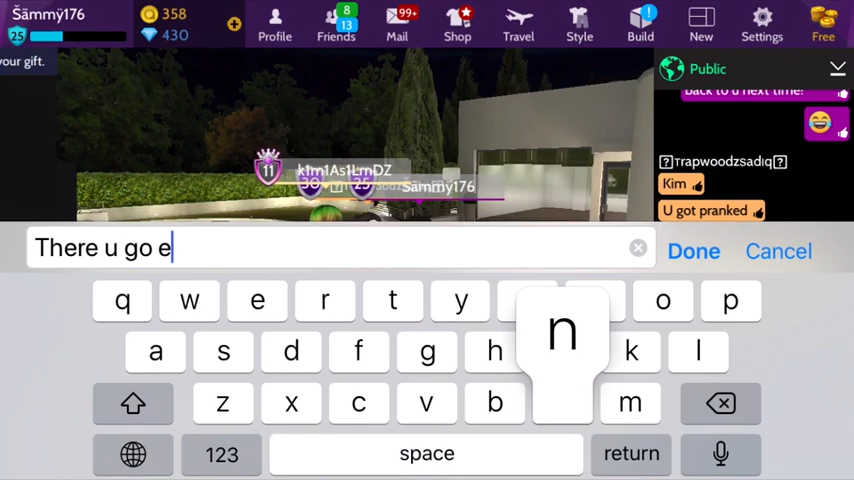 Šāmmÿ176
25
358
430
8
13
99+
!
Profile
Friends
Mail
Shop
Travel
Style
Build
New
Settings
Free
your gift.
Public
back to u next time!
Kim
U got pranked
11
k1m1As1LmDZ
30
25
Šāmmÿ176
There u go e
Done
Cancel
q w e r t y o p
a s d f g h k l
n
z x c v b m
123
space
return